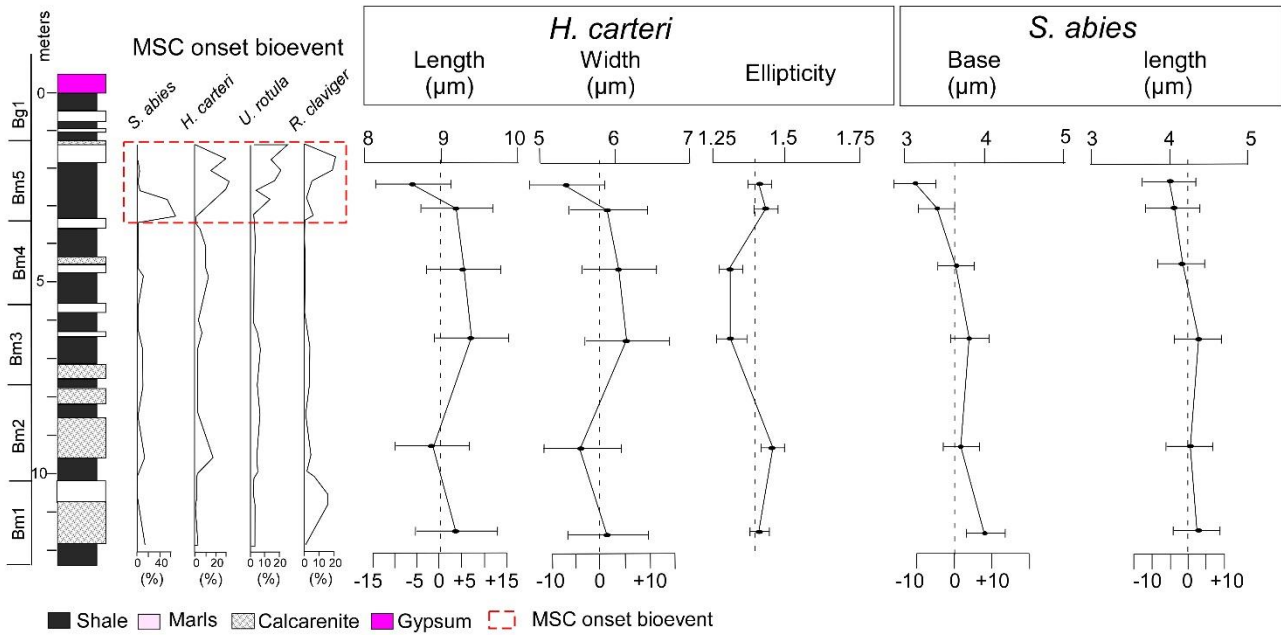 meters
0
5
10
Bg1
Bm5
Bm4
Bm3
Bm2
Bm1
MSC onset bioevent
S. abies
H. carteri
U. rotula
R. claviger
0 40
0 20
0 10 20
0 20
(%) (%) (%) (%)
H. carteri
Length
(µm)
Width
(µm)
Ellipticity
8 9 10
5 6 7
1.25 1.5 1.75
-15 -5 0 +5 +15
-10 0 +10
S. abies
Base
(µm)
length
(µm)
3 4 5
3 4 5
-10 0 +10
-10 0 +10
Shale Marls Calcarenite Gypsum MSC onset bioevent